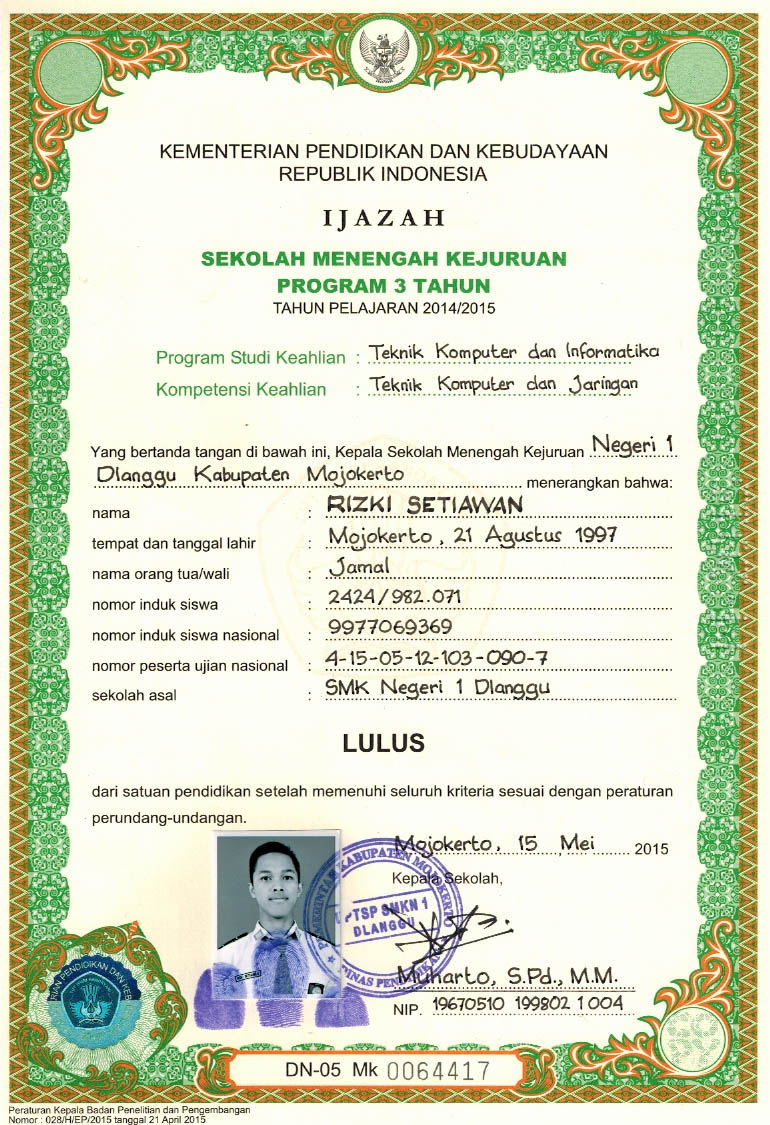 KEMENTERIAN PENDIDIKAN DAN KEBUDAYAAN
REPUBLIK INDONESIA
IJAZAH
SEKOLAH MENENGAH KEJURUAN
PROGRAM 3 TAHUN
TAHUN PELAJARAN 2014/2015
Program Studi Keahlian : Teknik Komputer dan Informatika
Kompetensi Keahlian : Teknik Komputer dan Jaringan
Yang bertanda tangan di bawah ini, Kepala Sekolah Menengah Kejuruan Negeri 1
Dlanggu Kabupaten Mojokerto menerangkan bahwa:
nama : RIZKI SETIAWAN
tempat dan tanggal lahir : Mojokerto, 21 Agustus 1997
nama orang tua/wali : Jamal
nomor induk siswa : 2424/982.071
nomor induk siswa nasional : 9977069369
nomor peserta ujian nasional : 4-15-05-12-103-090-7
sekolah asal : SMK Negeri 1 Dlanggu
LULUS
dari satuan pendidikan setelah memenuhi seluruh kriteria sesuai dengan peraturan
perundang-undangan.
Mojokerto, 15 Mei 2015
Kepala Sekolah,
KABUPATEN
UPTSP SMKN 1
DLANGGU
DINAS
Muharto, S.Pd., M.M.
NIP. 19670510 199802 1 004
PENDIDIKAN DAN
DN-05 Mk 0064417
Peraturan Kepala Badan Penelitian dan Pengembangan
Nomor : 028/H/EP/2015 tanggal 21 April 2015